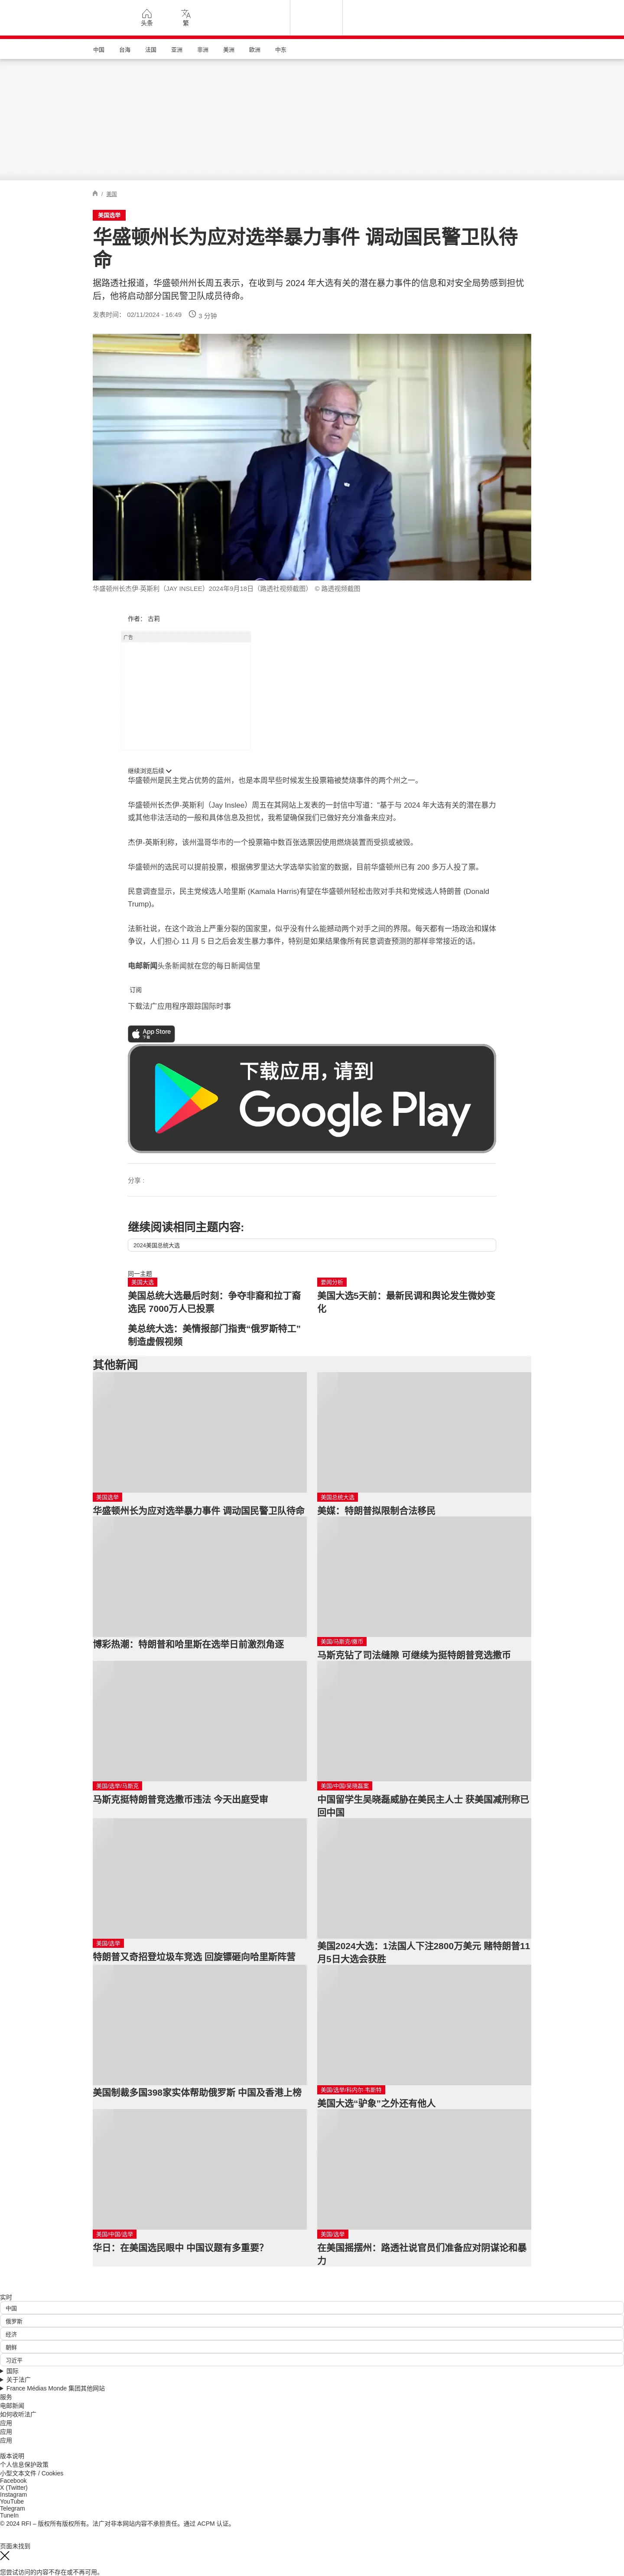 头条
繁
中国 台海 法国 亚洲 非洲 美洲 欧洲 中东
/ 美国
美国选举
华盛顿州长为应对选举暴力事件 调动国民警卫队待
命
据路透社报道，华盛顿州州长周五表示，在收到与 2024 年大选有关的潜在暴力事件的信息和对安全局势感到担忧
后，他将启动部分国民警卫队成员待命。
发表时间： 02/11/2024 - 16:49 3 分钟
华盛顿州长杰伊·英斯利（JAY INSLEE）2024年9月18日（路透社视频截图） © 路透视频截图
作者： 古莉
广告
继续浏览后续
华盛顿州是民主党占优势的蓝州，也是本周早些时候发生投票箱被焚烧事件的两个州之一。
华盛顿州长杰伊-英斯利（Jay Inslee）周五在其网站上发表的一封信中写道：“基于与 2024 年大选有关的潜在暴力
或其他非法活动的一般和具体信息及担忧，我希望确保我们已做好充分准备来应对。
杰伊-英斯利称，该州温哥华市的一个投票箱中数百张选票因使用燃烧装置而受损或被毁。
华盛顿州的选民可以提前投票，根据佛罗里达大学选举实验室的数据，目前华盛顿州已有 200 多万人投了票。
民意调查显示，民主党候选人哈里斯 (Kamala Harris)有望在华盛顿州轻松击败对手共和党候选人特朗普 (Donald
Trump)。
法新社说，在这个政治上严重分裂的国家里，似乎没有什么能撼动两个对手之间的界限。每天都有一场政治和媒体
争议，人们担心 11 月 5 日之后会发生暴力事件，特别是如果结果像所有民意调查预测的那样非常接近的话。
电邮新闻头条新闻就在您的每日新闻信里
订阅
下载法广应用程序跟踪国际时事
App Store
下载
下载应用，请到
Google Play
分享 :
继续阅读相同主题内容:
2024美国总统大选
同一主题
美国大选
美国总统大选最后时刻：争夺非裔和拉丁裔
选民 7000万人已投票
要闻分析
美国大选5天前：最新民调和舆论发生微妙变
化
美总统大选：美情报部门指责“俄罗斯特工”
制造虚假视频
其他新闻
美国选举
华盛顿州长为应对选举暴力事件 调动国民警卫队待命
美国总统大选
美媒：特朗普拟限制合法移民
博彩热潮：特朗普和哈里斯在选举日前激烈角逐
美国/马斯克/撒币
马斯克钻了司法缝隙 可继续为挺特朗普竞选撒币
美国/选举/马斯克
马斯克挺特朗普竞选撒币违法 今天出庭受审
美国/中国/吴晓磊案
中国留学生吴晓磊威胁在美民主人士 获美国减刑称已
回中国
美国/选举
特朗普又奇招登垃圾车竞选 回旋镖砸向哈里斯阵营
美国2024大选：1法国人下注2800万美元 赌特朗普11
月5日大选会获胜
美国制裁多国398家实体帮助俄罗斯 中国及香港上榜
美国/选举/科内尔 韦斯特
美国大选“驴象”之外还有他人
美国/中国/选举
华日：在美国选民眼中 中国议题有多重要？
美国/选举
在美国摇摆州：路透社说官员们准备应对阴谋论和暴
力
实时
中国
俄罗斯
经济
朝鲜
习近平
国际
关于法广
France Médias Monde 集团其他网站
服务
电邮新闻
如何收听法广
应用
应用
应用
版本说明
个人信息保护政策
小型文本文件 / Cookies
Facebook
X (Twitter)
Instagram
YouTube
Telegram
TuneIn
© 2024 RFI – 版权所有版权所有。法广对非本网站内容不承担责任。通过 ACPM 认证。
页面未找到
您尝试访问的内容不存在或不再可用。